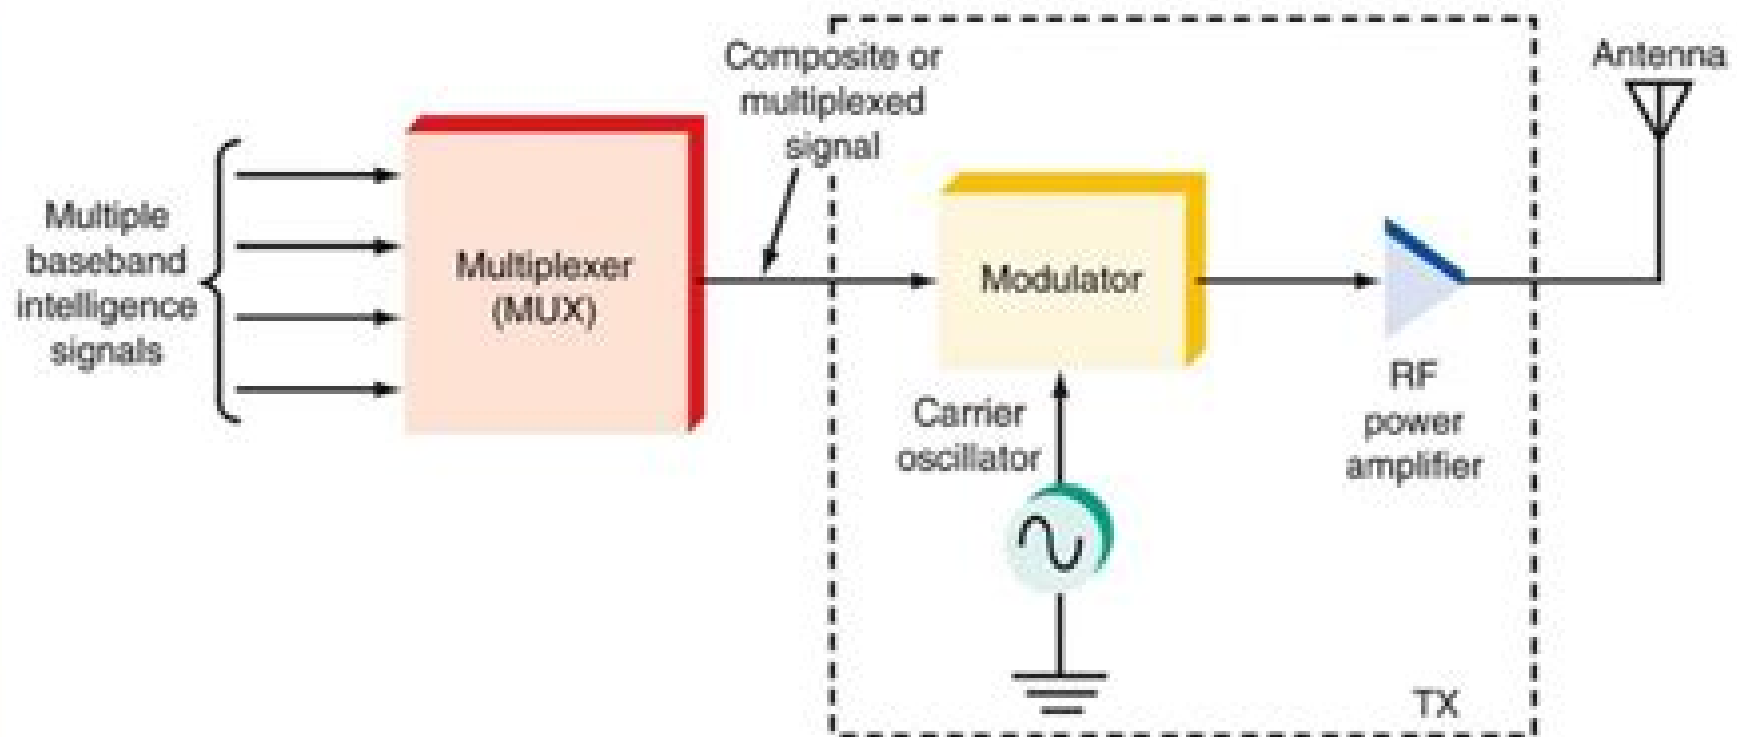 Multiple
baseband
intelligence
signals
Multiplexer
(MUX)
Composite or
multiplexed
signal
Modulator
Carrier
oscillator
RF
power
amplifier
Antenna
TX